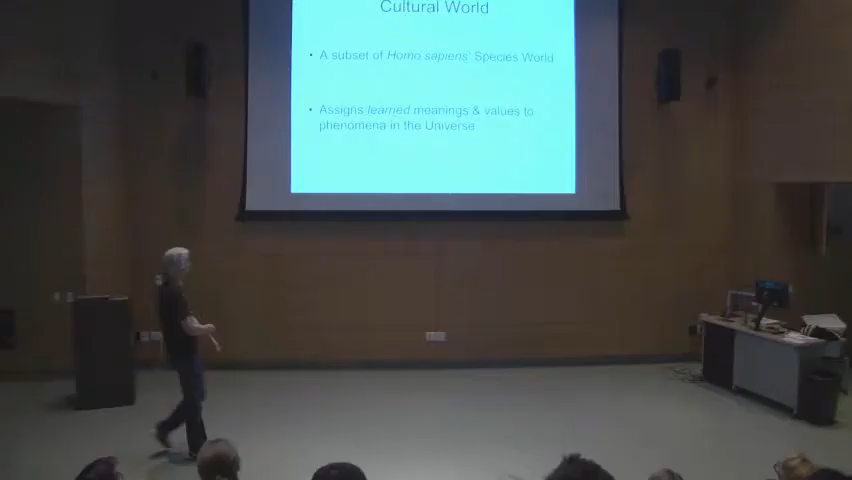 Cultural World
• A subset of Homo sapiens' Species World
• Assigns learned meanings & values to
phenomena in the Universe